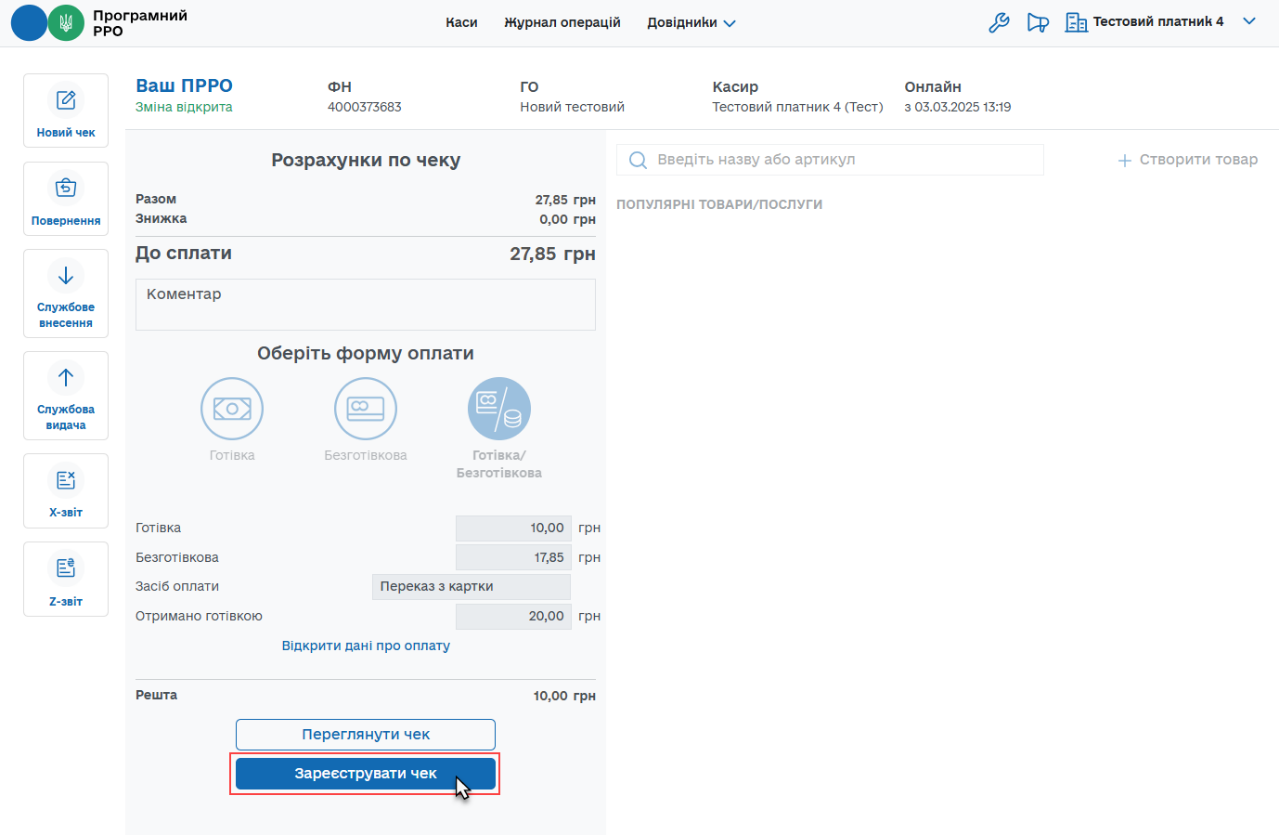 Програмний
РРО
Каси
Журнал операцій
Довідники
Тестовий платник 4
Новий чек
Повернення
Службове
внесення
Службова
видача
X-звіт
Z-звіт
Ваш ПРРО
Зміна відкрита
ФН
4000373683
ГО
Новий тестовий
Касир
Тестовий платник 4 (Тест)
Онлайн
з 03.03.2025 13:19
Розрахунки по чеку
Разом 27,85 грн
Знижка 0,00 грн
До сплати 27,85 грн
Коментар
Оберіть форму оплати
Готівка
Безготівкова
Готівка/
Безготівкова
Готівка 10,00 грн
Безготівкова 17,85 грн
Засіб оплати Переказ з картки
Отримано готівкою 20,00 грн
Відкрити дані про оплату
Решта 10,00 грн
Переглянути чек
Зареєструвати чек
Введіть назву або артикул
+ Створити товар
ПОПУЛЯРНІ ТОВАРИ/ПОСЛУГИ